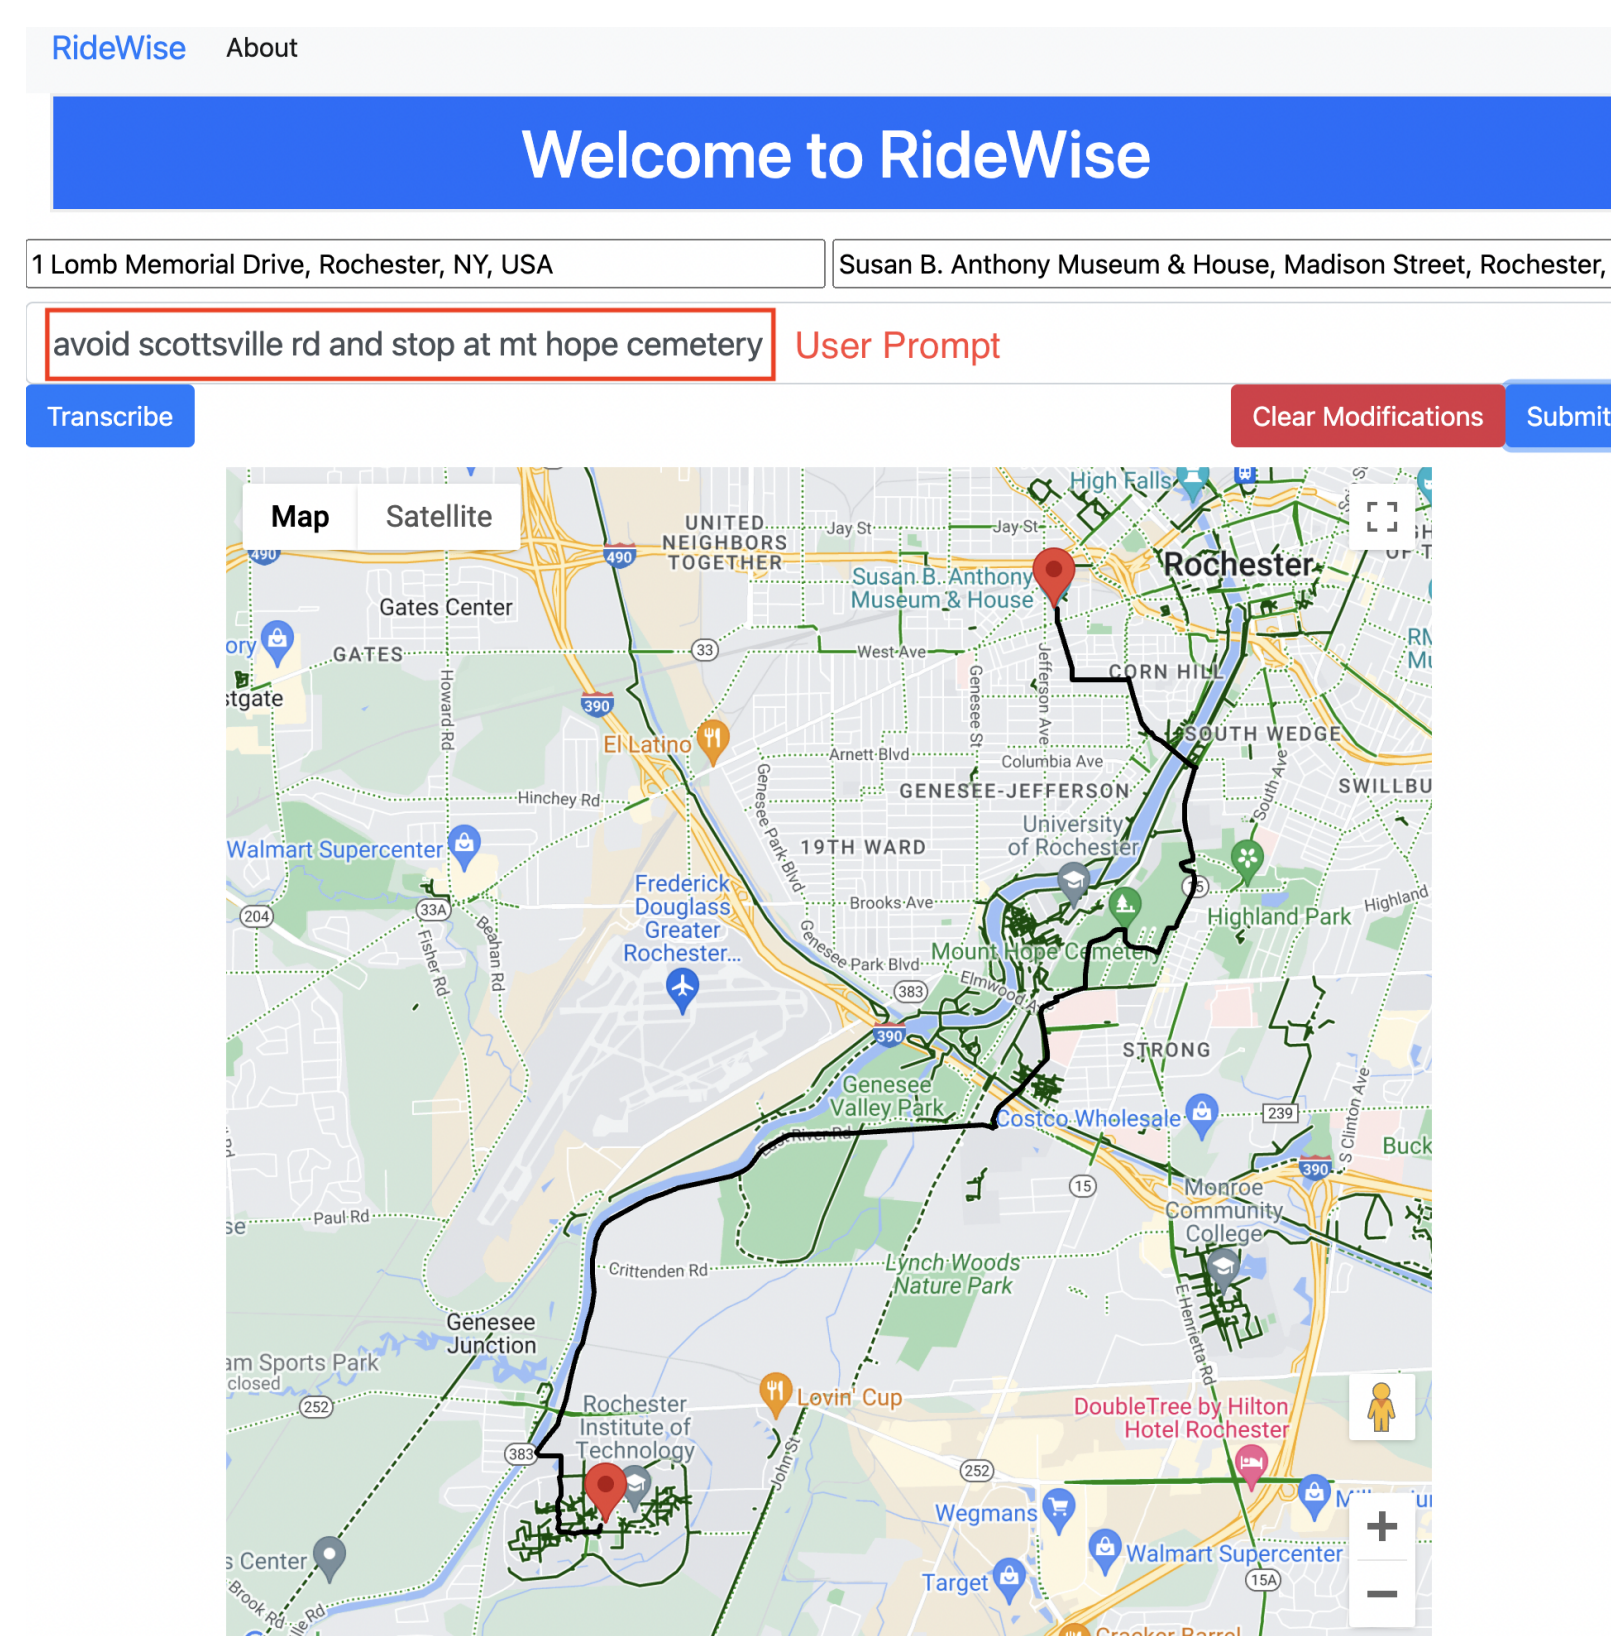 RideWise About
Welcome to RideWise
1 Lomb Memorial Drive, Rochester, NY, USA
Susan B. Anthony Museum & House, Madison Street, Rochester,
avoid scottsville rd and stop at mt hope cemetery
User Prompt
Transcribe
Clear Modifications
Submit
Map
Satellite
High Falls
UNITED
NEIGHBORS
TOGETHER
Jay St
Jay St
Rochester
490
490
Susan B. Anthony
Museum & House
Gates Center
GATES
33
West Ave
CORN HILL
Howard Rd
390
Genesee St
Jefferson Ave
SOUTH WEDGE
El Latino
Arnett Blvd
Columbia Ave
Hinchey Rd
Genesee Park Blvd
GENESEE-JEFFERSON
South Ave
SWILLBU
University
of Rochester
Walmart Supercenter
19TH WARD
Frederick
Douglass
Greater
Rochester...
204
33A
Brooks Ave
Highland
Highland Park
Fisher Rd
Beahan Rd
Genesee Park Blvd
Mount Hope Cemetery
383
Elmwood Ave
390
STRONG
Genesee
Valley Park
Costco Wholesale
239
S Clinton Ave
East River Rd
Buck
390
15
Monroe
Community
College
Paul Rd
Crittenden Rd
Lynch Woods
Nature Park
Genesee
Junction
E Henrietta Rd
am Sports Park
closed
252
Lovin' Cup
Rochester
Institute of
Technology
DoubleTree by Hilton
Hotel Rochester
383
John St
252
Wegmans
s Center
Walmart Supercenter
Target
15A
Brook Rd
Cracker Barrel